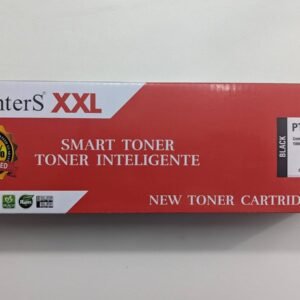 nterS XXL
SMART TONER
TONER INTELIGENTE
BLACK
NEW TONER CARTRID